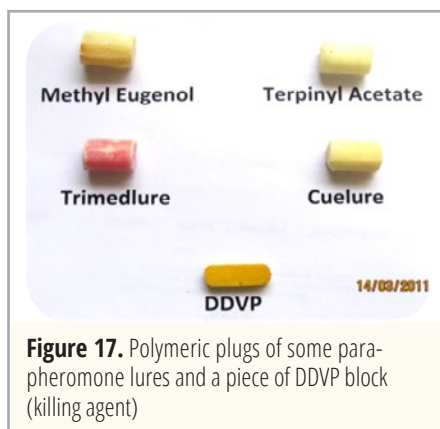 Methyl Eugenol Terpinyl Acetate
Trimedlure Cuelure
DDVP 14/03/2011
Figure 17. Polymeric plugs of some para-
pheromone lures and a piece of DDVP block
(killing agent)